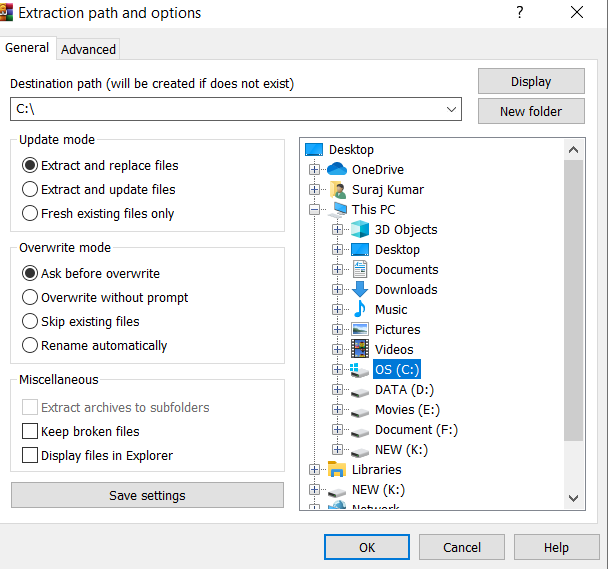 Extraction path and options
?
General
Advanced
Destination path (will be created if does not exist)
C:\
Display
New folder
Update mode
Extract and replace files
Extract and update files
Fresh existing files only
Overwrite mode
Ask before overwrite
Overwrite without prompt
Skip existing files
Rename automatically
Miscellaneous
Extract archives to subfolders
Keep broken files
Display files in Explorer
Save settings
Desktop
OneDrive
Suraj Kumar
This PC
3D Objects
Desktop
Documents
Downloads
Music
Pictures
Videos
OS (C:)
DATA (D:)
Movies (E:)
Document (F:)
NEW (K:)
Libraries
NEW (K:)
Network
OK
Cancel
Help